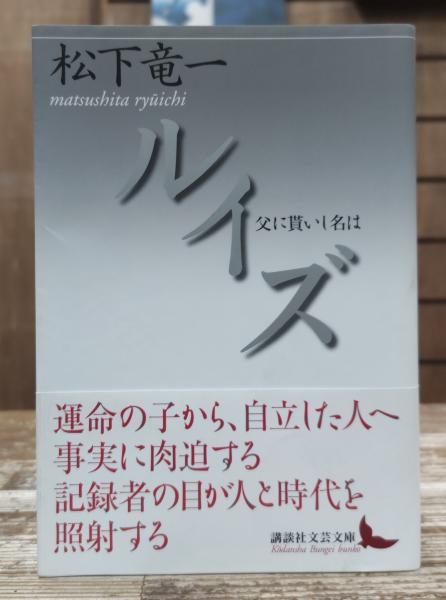 松下竜一
matsushita ryūichi
ルイズ
父に貰いし名は
運命の子から、自立した人へ
事実に肉迫する
記録者の目が人と時代を
照射する
講談社文芸文庫
Kōdansha Bungei bunko